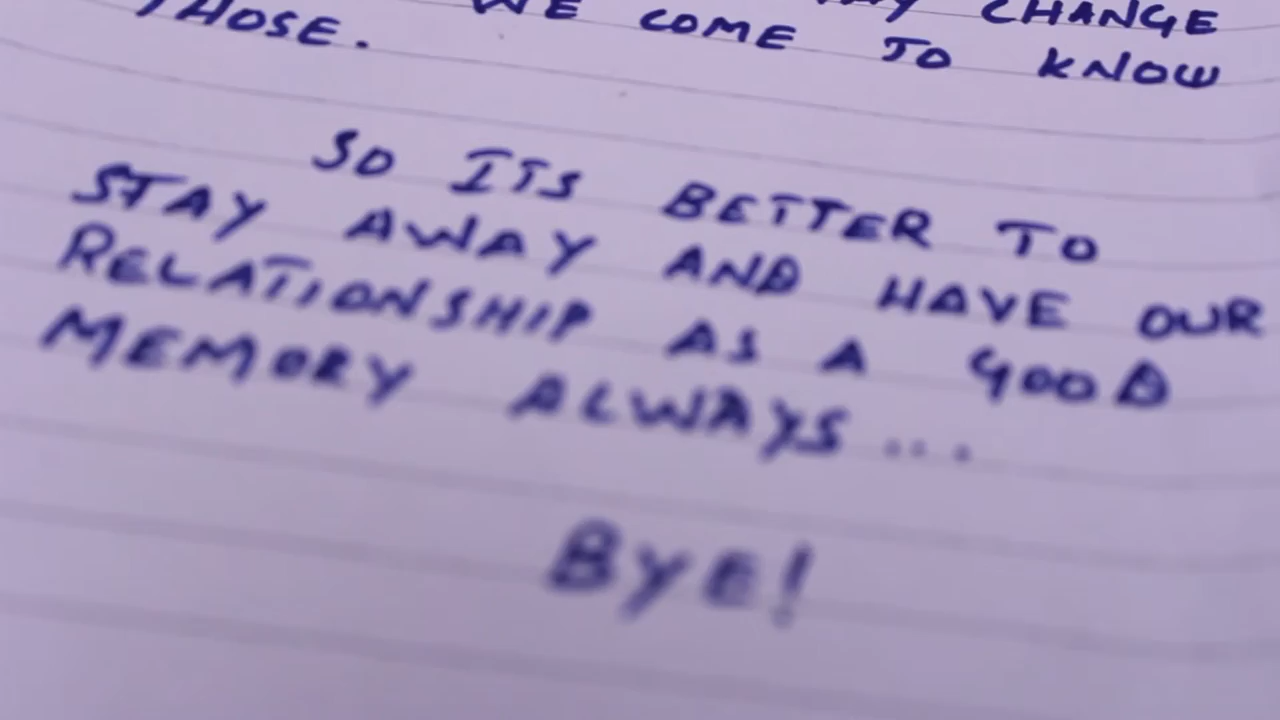 CHANGE
THOSE. WE COME TO KNOW
SO ITS BETTER TO
STAY AWAY AND HAVE OUR
RELATIONSHIP AS A GOOD
MEMORY ALWAYS...
BYE!